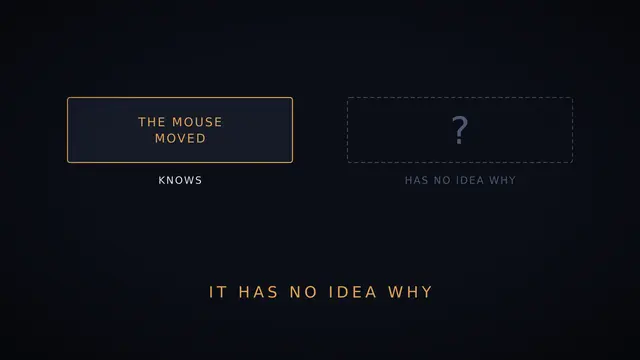 THE MOUSE
MOVED
?
KNOWS
HAS NO IDEA WHY
IT HAS NO IDEA WHY